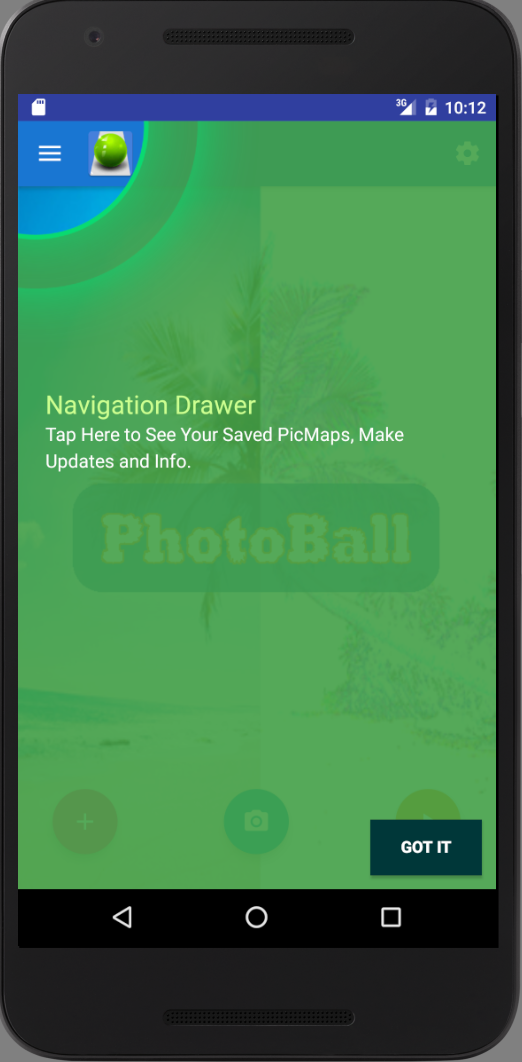 3G 10:12
Navigation Drawer
Tap Here to See Your Saved PicMaps, Make
Updates and Info.
PhotoBall
GOT IT